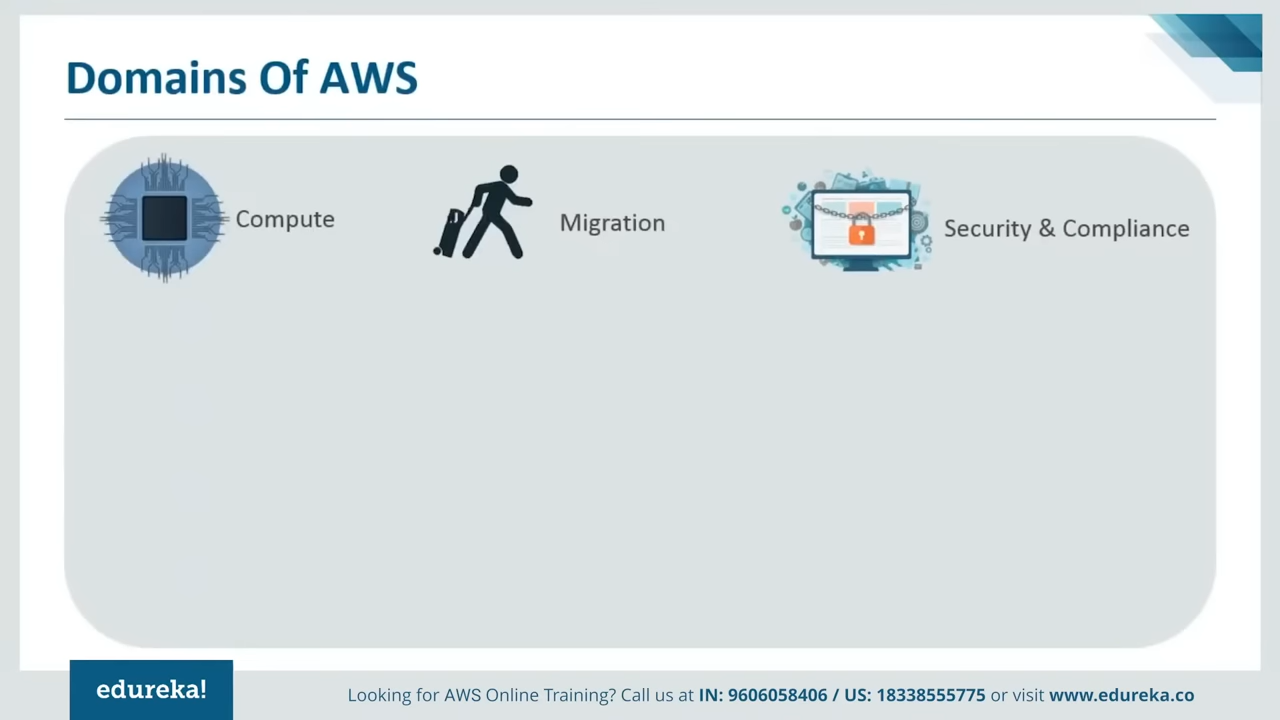 Domains Of AWS
Compute
Migration
Security & Compliance
edureka!
Looking for AWS Online Training? Call us at IN: 9606058406 / US: 18338555775 or visit www.edureka.co